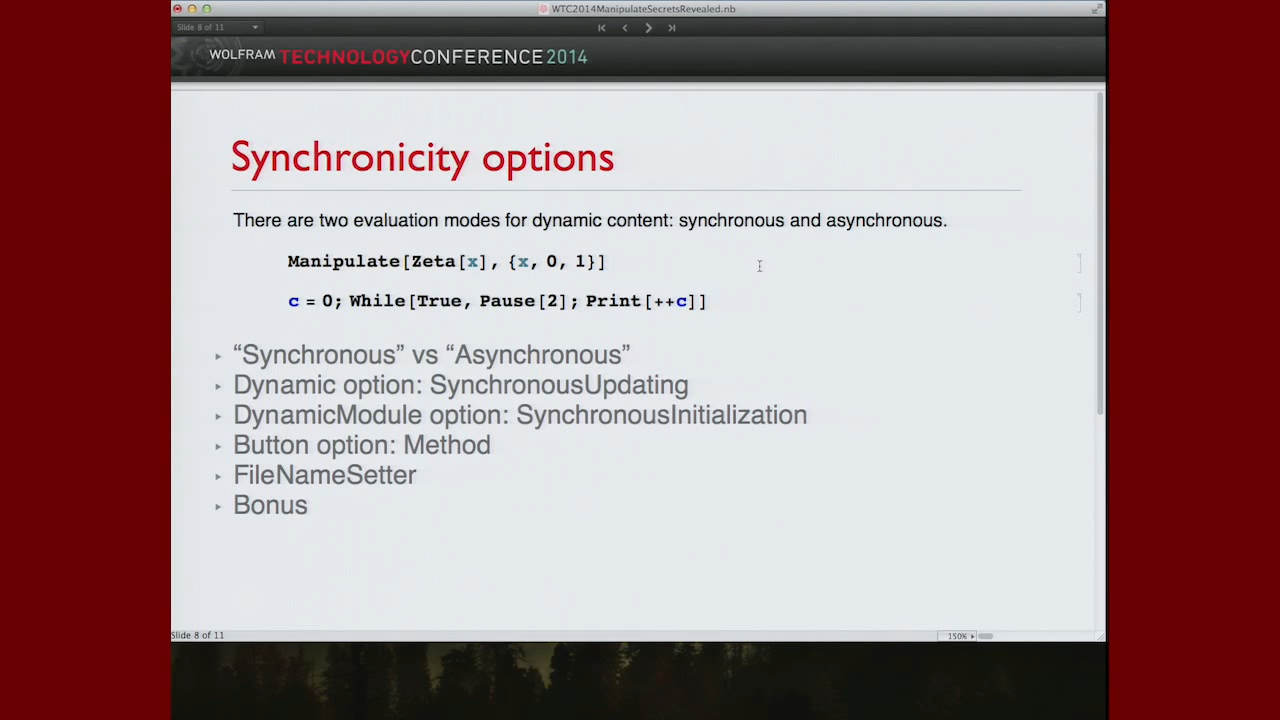 WTC2014ManipulateSecretsRevealed.nb
Slide 8 of 11
WOLFRAM TECHNOLOGYCONFERENCE 2014
Synchronicity options
There are two evaluation modes for dynamic content: synchronous and asynchronous.
Manipulate[Zeta[x], {x, 0, 1}]
c = 0; While[True, Pause[2]; Print[++c]]
“Synchronous” vs “Asynchronous”
Dynamic option: SynchronousUpdating
DynamicModule option: SynchronousInitialization
Button option: Method
FileNameSetter
Bonus
Slide 8 of 11
150%